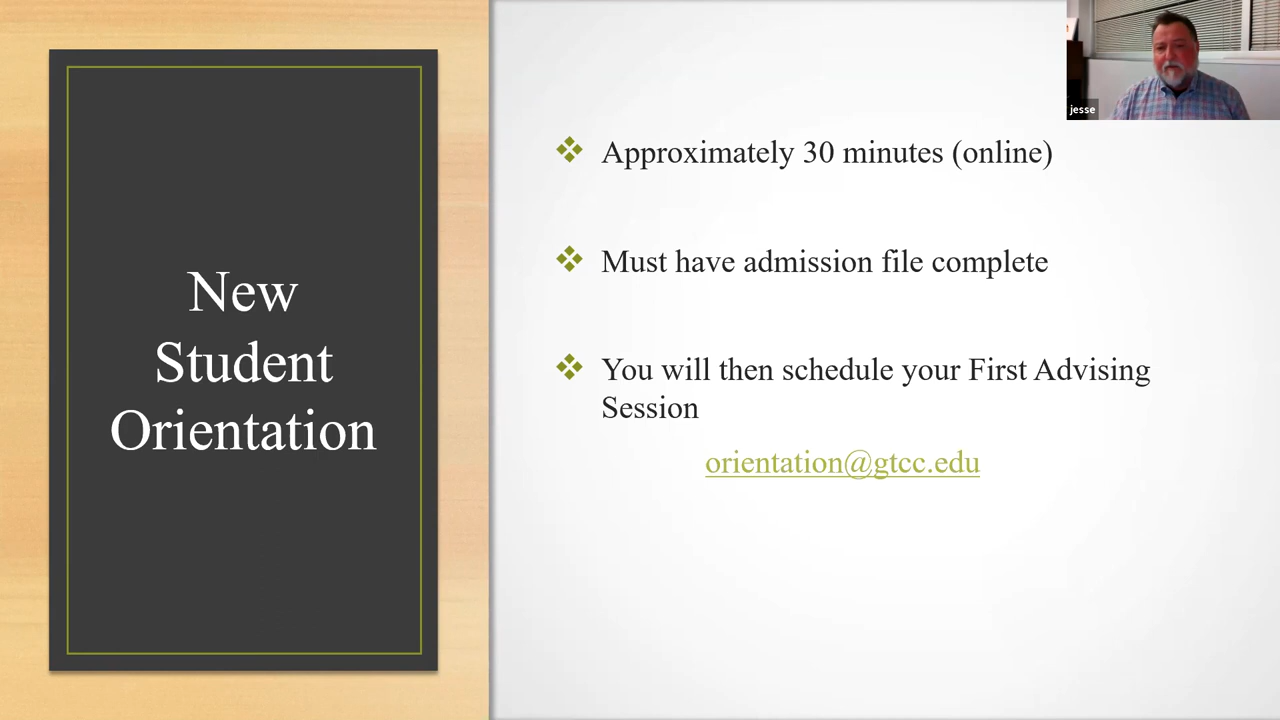 New
Student
Orientation
Approximately 30 minutes (online)
Must have admission file complete
You will then schedule your First Advising
Session
orientation@gtcc.edu
jesse